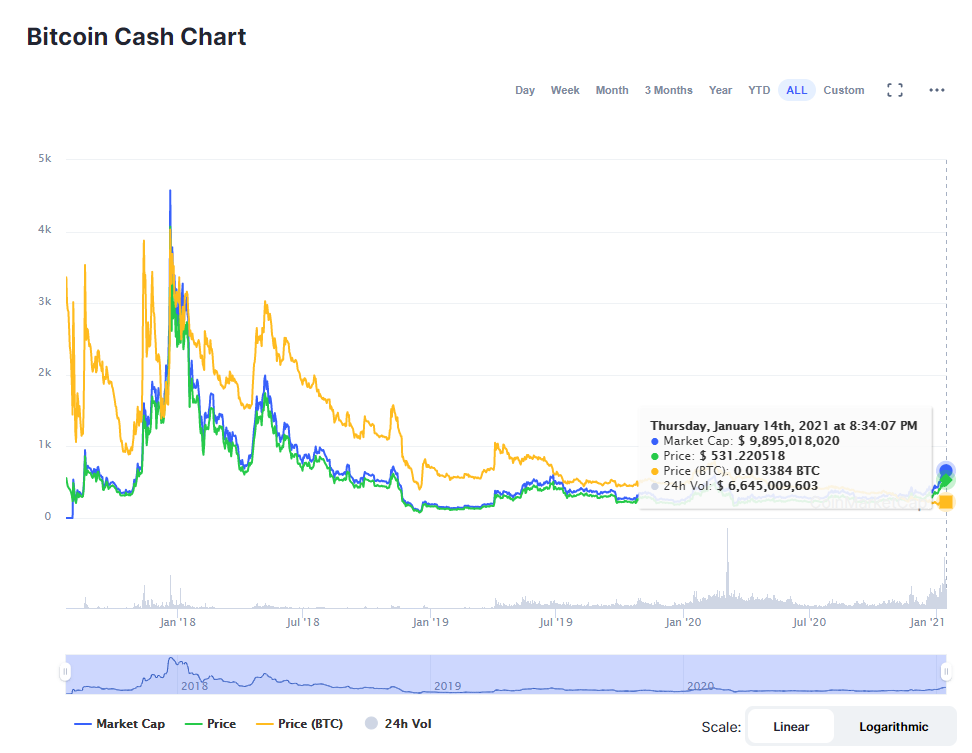 Bitcoin Cash Chart
Day Week Month 3 Months Year YTD ALL Custom
5k
4k
3k
2k
1k
0
Thursday, January 14th, 2021 at 8:34:07 PM
Market Cap: $ 9,895,018,020
Price: $ 531.220518
Price (BTC): 0.013384 BTC
24h Vol: $ 6,645,009,603
Jan '18 Jul '18 Jan '19 Jul '19 Jan '20 Jul '20 Jan '21
2018 2019 2020
Market Cap Price Price (BTC) 24h Vol
Scale: Linear Logarithmic